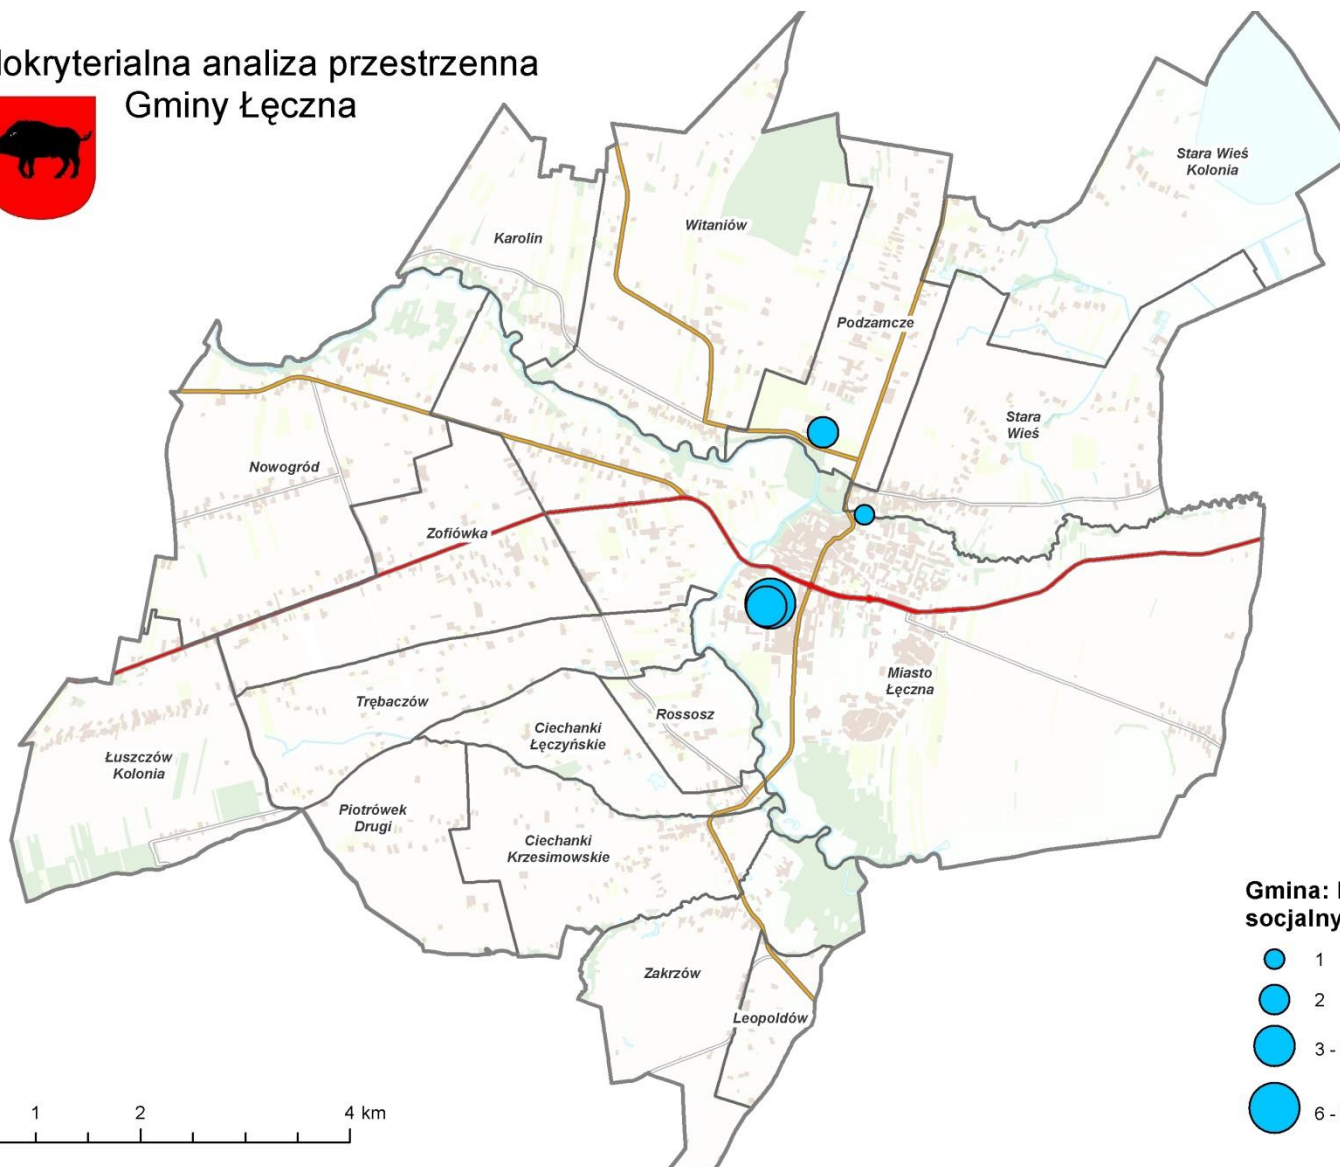 lokryterialna analiza przestrzenna
Gminy Łęczna
Stara Wieś
Kolonia
Karolin
Witaniów
Podzamcze
Stara
Wieś
Nowogród
Zofiówka
Miasto
Łęczna
Trębaczów
Rossosz
Ciechanki
Łęczyńskie
Łuszczów
Kolonia
Piotrówek
Drugi
Ciechanki
Krzesimowskie
Zakrzów
Leopoldów
Gmina:
socjalny
1
2
3 -
6 -
1 2 4 km